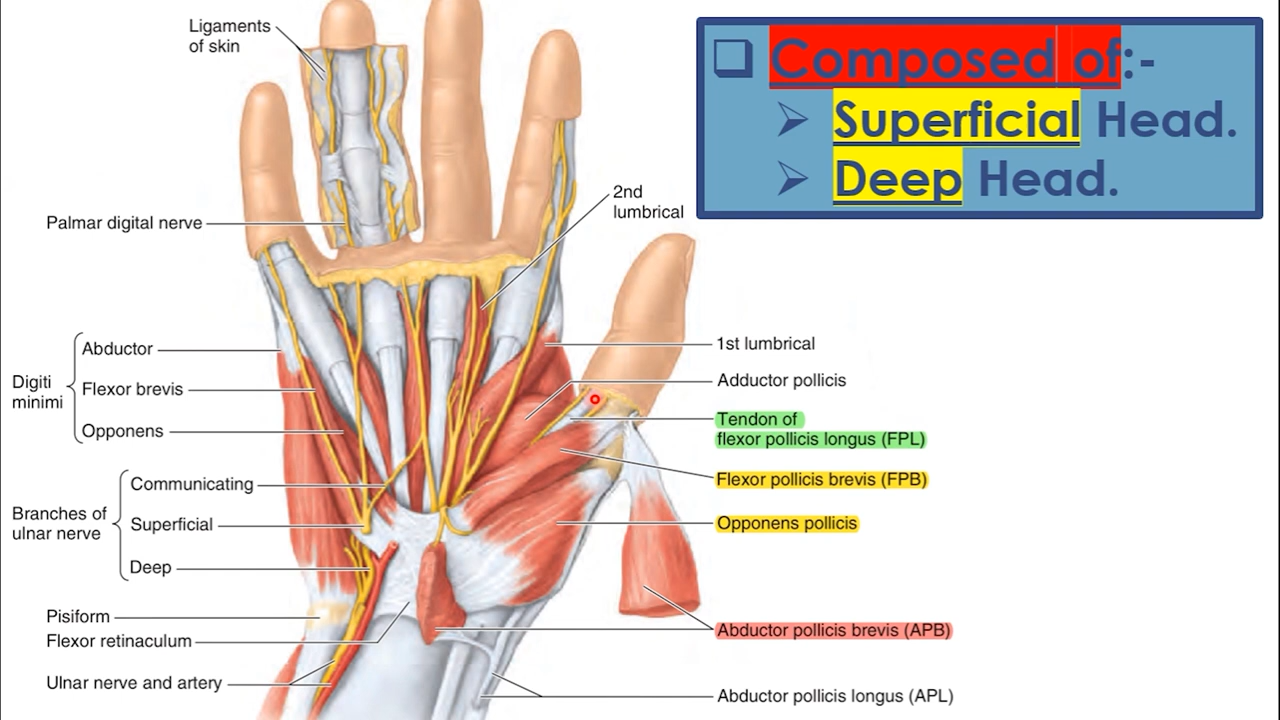 Ligaments
of skin
Composed of:-
Superficial Head.
Deep Head.
2nd
lumbrical
Palmar digital nerve
Abductor
Digiti
minimi
Flexor brevis
Opponens
Communicating
Branches of
ulnar nerve
Superficial
Deep
Pisiform
Flexor retinaculum
Ulnar nerve and artery
1st lumbrical
Adductor pollicis
Tendon of
flexor pollicis longus (FPL)
Flexor pollicis brevis (FPB)
Opponens pollicis
Abductor pollicis brevis (APB)
Abductor pollicis longus (APL)